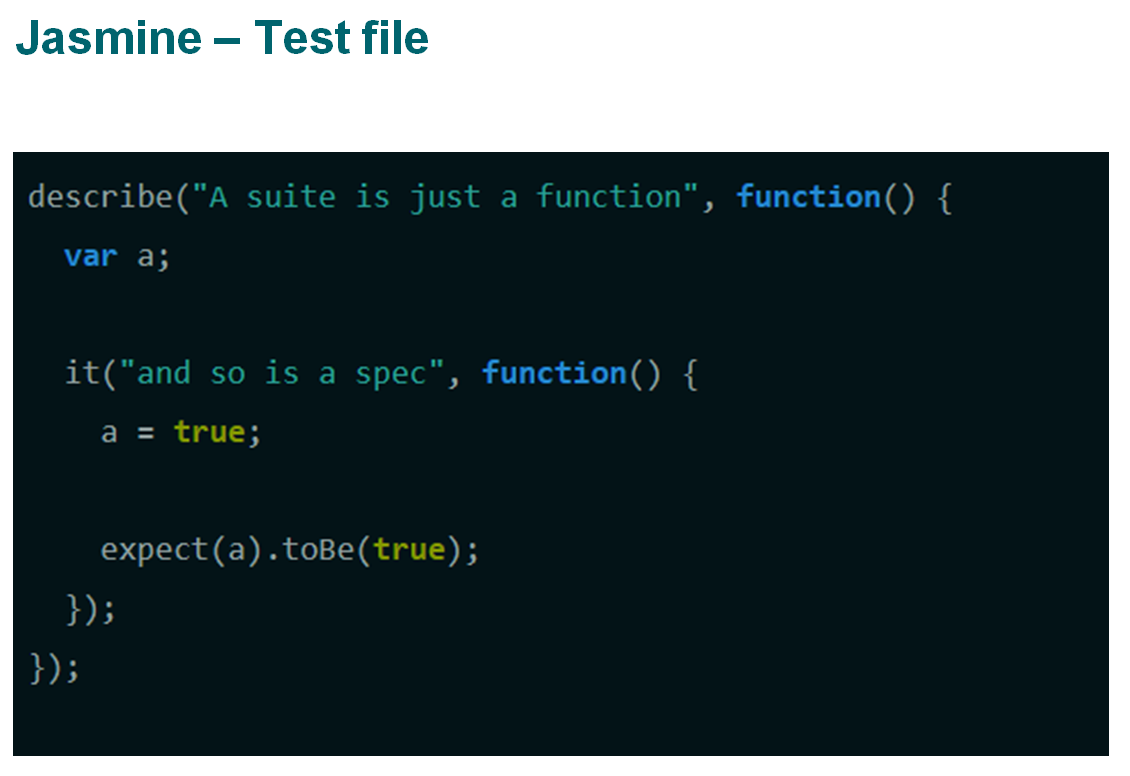 Jasmine – Test file
describe("A suite is just a function", function() {
  var a;
  it("and so is a spec", function() {
    a = true;
    expect(a).toBe(true);
  });
});